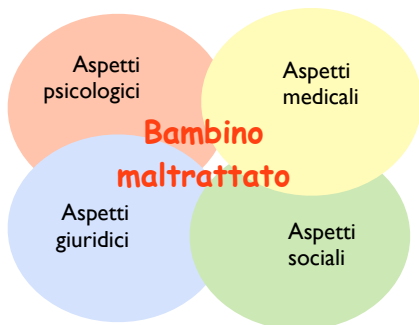 Aspetti
psicologici
Aspetti
medicali
Bambino
maltrattato
Aspetti
giuridici
Aspetti
sociali